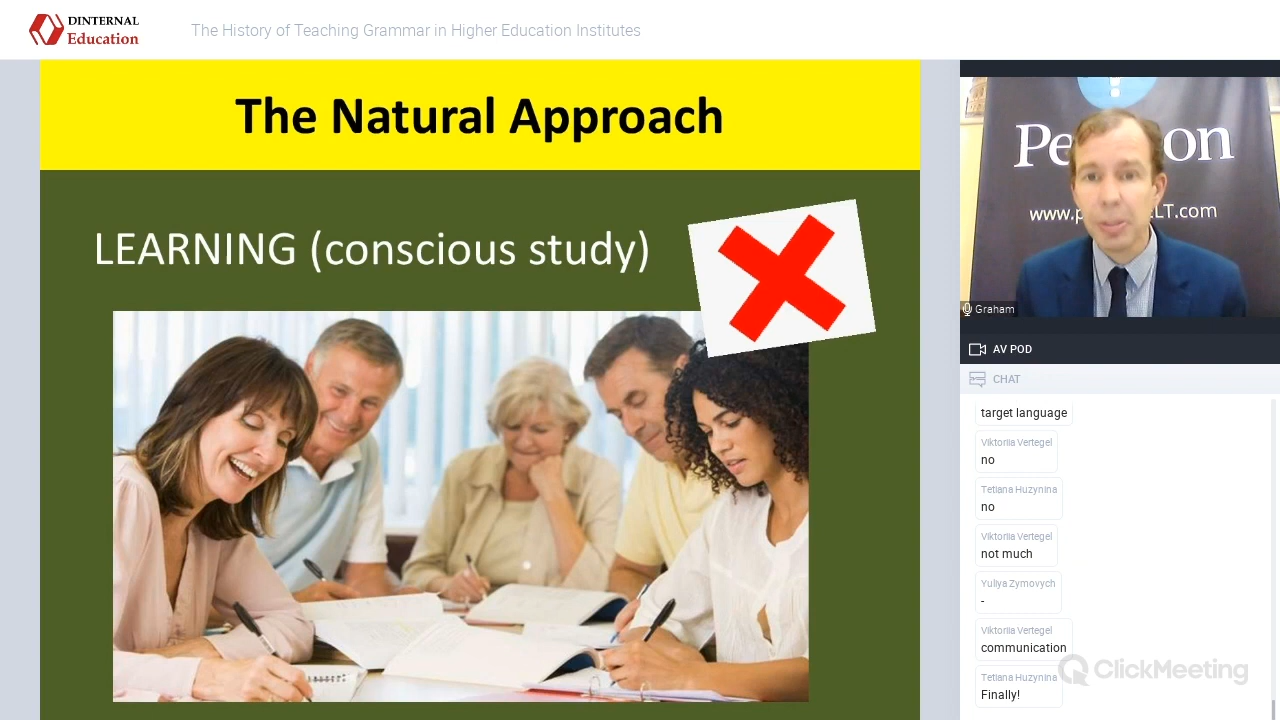 DINTERNAL
Education
The History of Teaching Grammar in Higher Education Institutes
The Natural Approach
LEARNING (conscious study)
Graham
AV POD
CHAT
target language
Viktoriia Vertegel
no
Tetiana Huzynina
no
Viktoriia Vertegel
not much
Yuliya Zymovych
-
Viktoriia Vertegel
communication
Tetiana Huzynina
Finally!
ClickMeeting